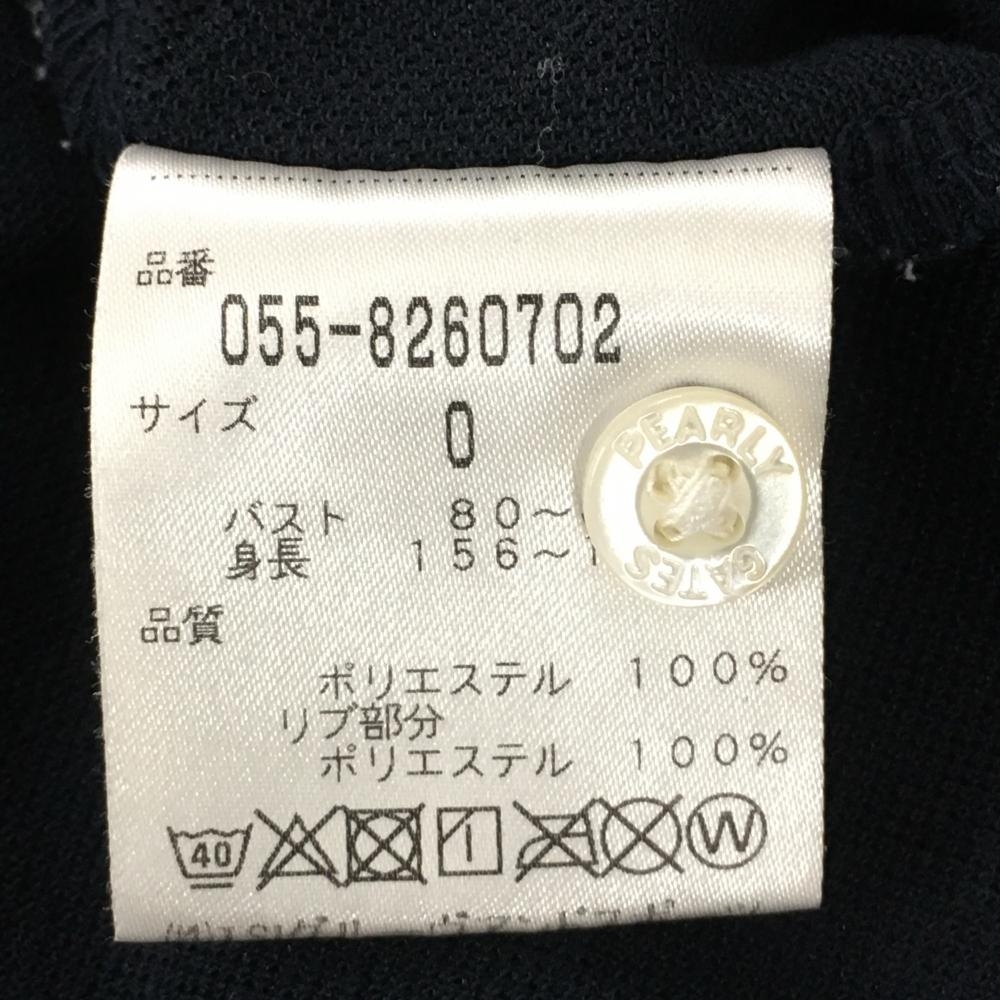 品番
055-8260702
サイズ 0
バスト 80〜
身長 156〜1
品質
ポリエステル 100%
リブ部分
ポリエステル 100%
40
W
PEARLY
GATES